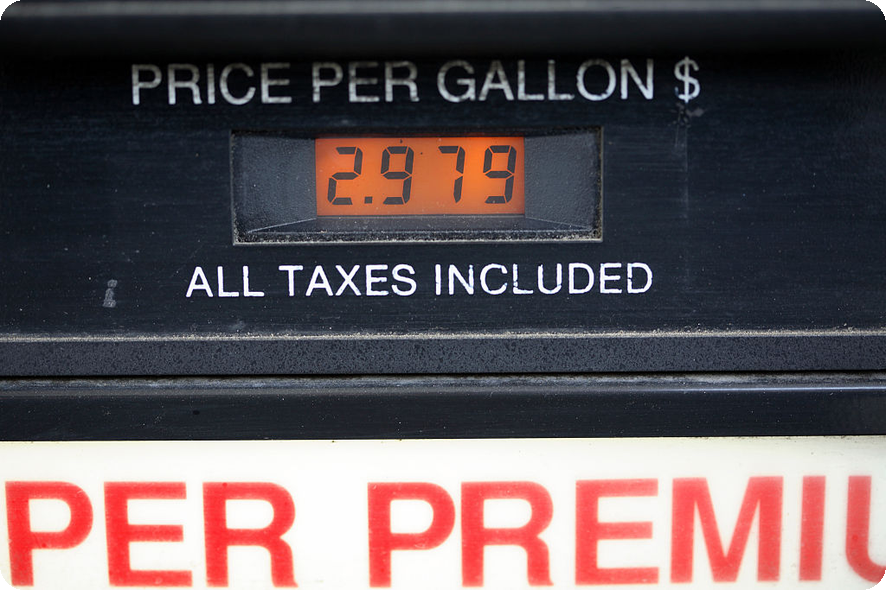 PRICE PER GALLON $
2.979
ALL TAXES INCLUDED
PER PREMIU